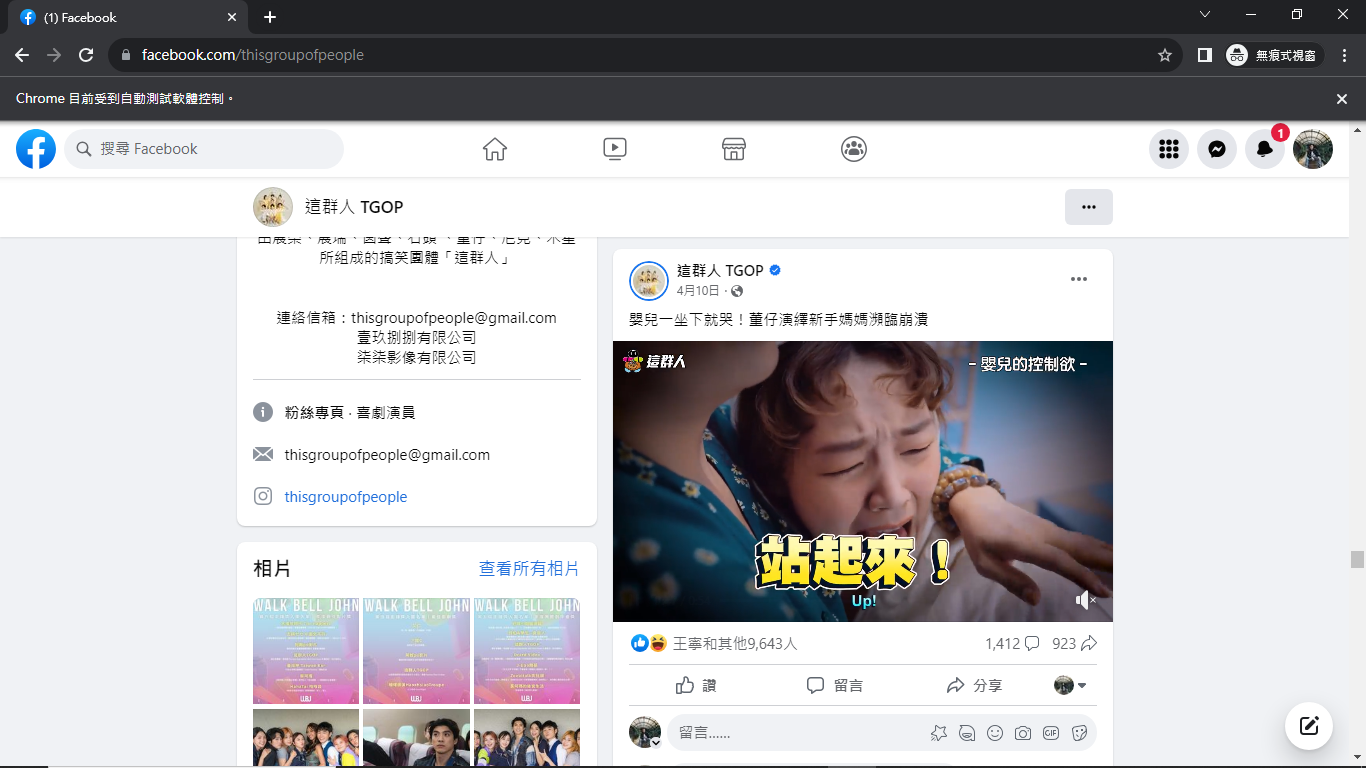 (1) Facebook
facebook.com/thisgroupofpeople
無痕式視窗
Chrome 目前受到自動測試軟體控制。
搜尋 Facebook
1
這群人 TGOP
所組成的搞笑團體「這群人」
連絡信箱：thisgroupofpeople@gmail.com
壹玖捌捌有限公司
柒柒影像有限公司
粉絲專頁 · 喜劇演員
thisgroupofpeople@gmail.com
thisgroupofpeople
相片
查看所有相片
WALK BELL JOHN
WALK BELL JOHN
WALK BELL JOHN
這群人 TGOP
4月10日
嬰兒一坐下就哭！董仔演繹新手媽媽瀕臨崩潰
這群人
- 嬰兒的控制欲 -
站起來！
Up!
王寧和其他9,643人
1,412
923
讚
留言
分享
留言......
GIF